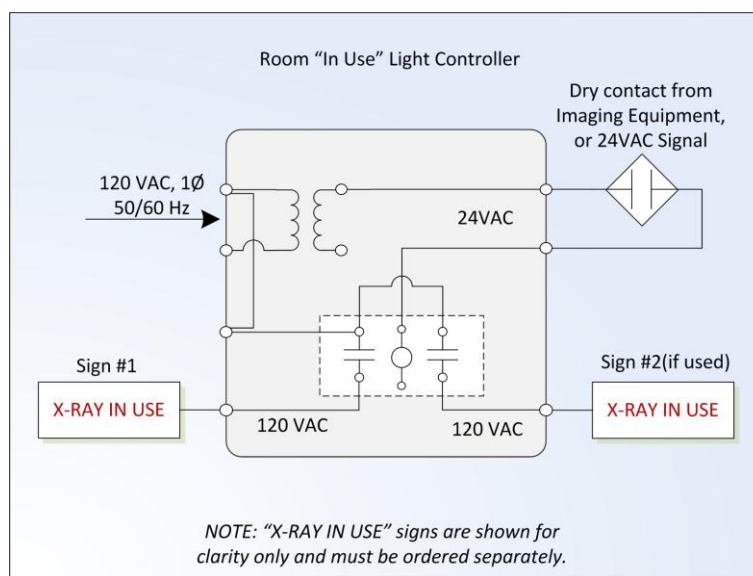 Room “In Use” Light Controller
Dry contact from
Imaging Equipment,
or 24VAC Signal
120 VAC, 1Ø
50/60 Hz
24VAC
Sign #1
Sign #2(if used)
X-RAY IN USE
X-RAY IN USE
120 VAC
120 VAC
NOTE: “X-RAY IN USE” signs are shown for
clarity only and must be ordered separately.